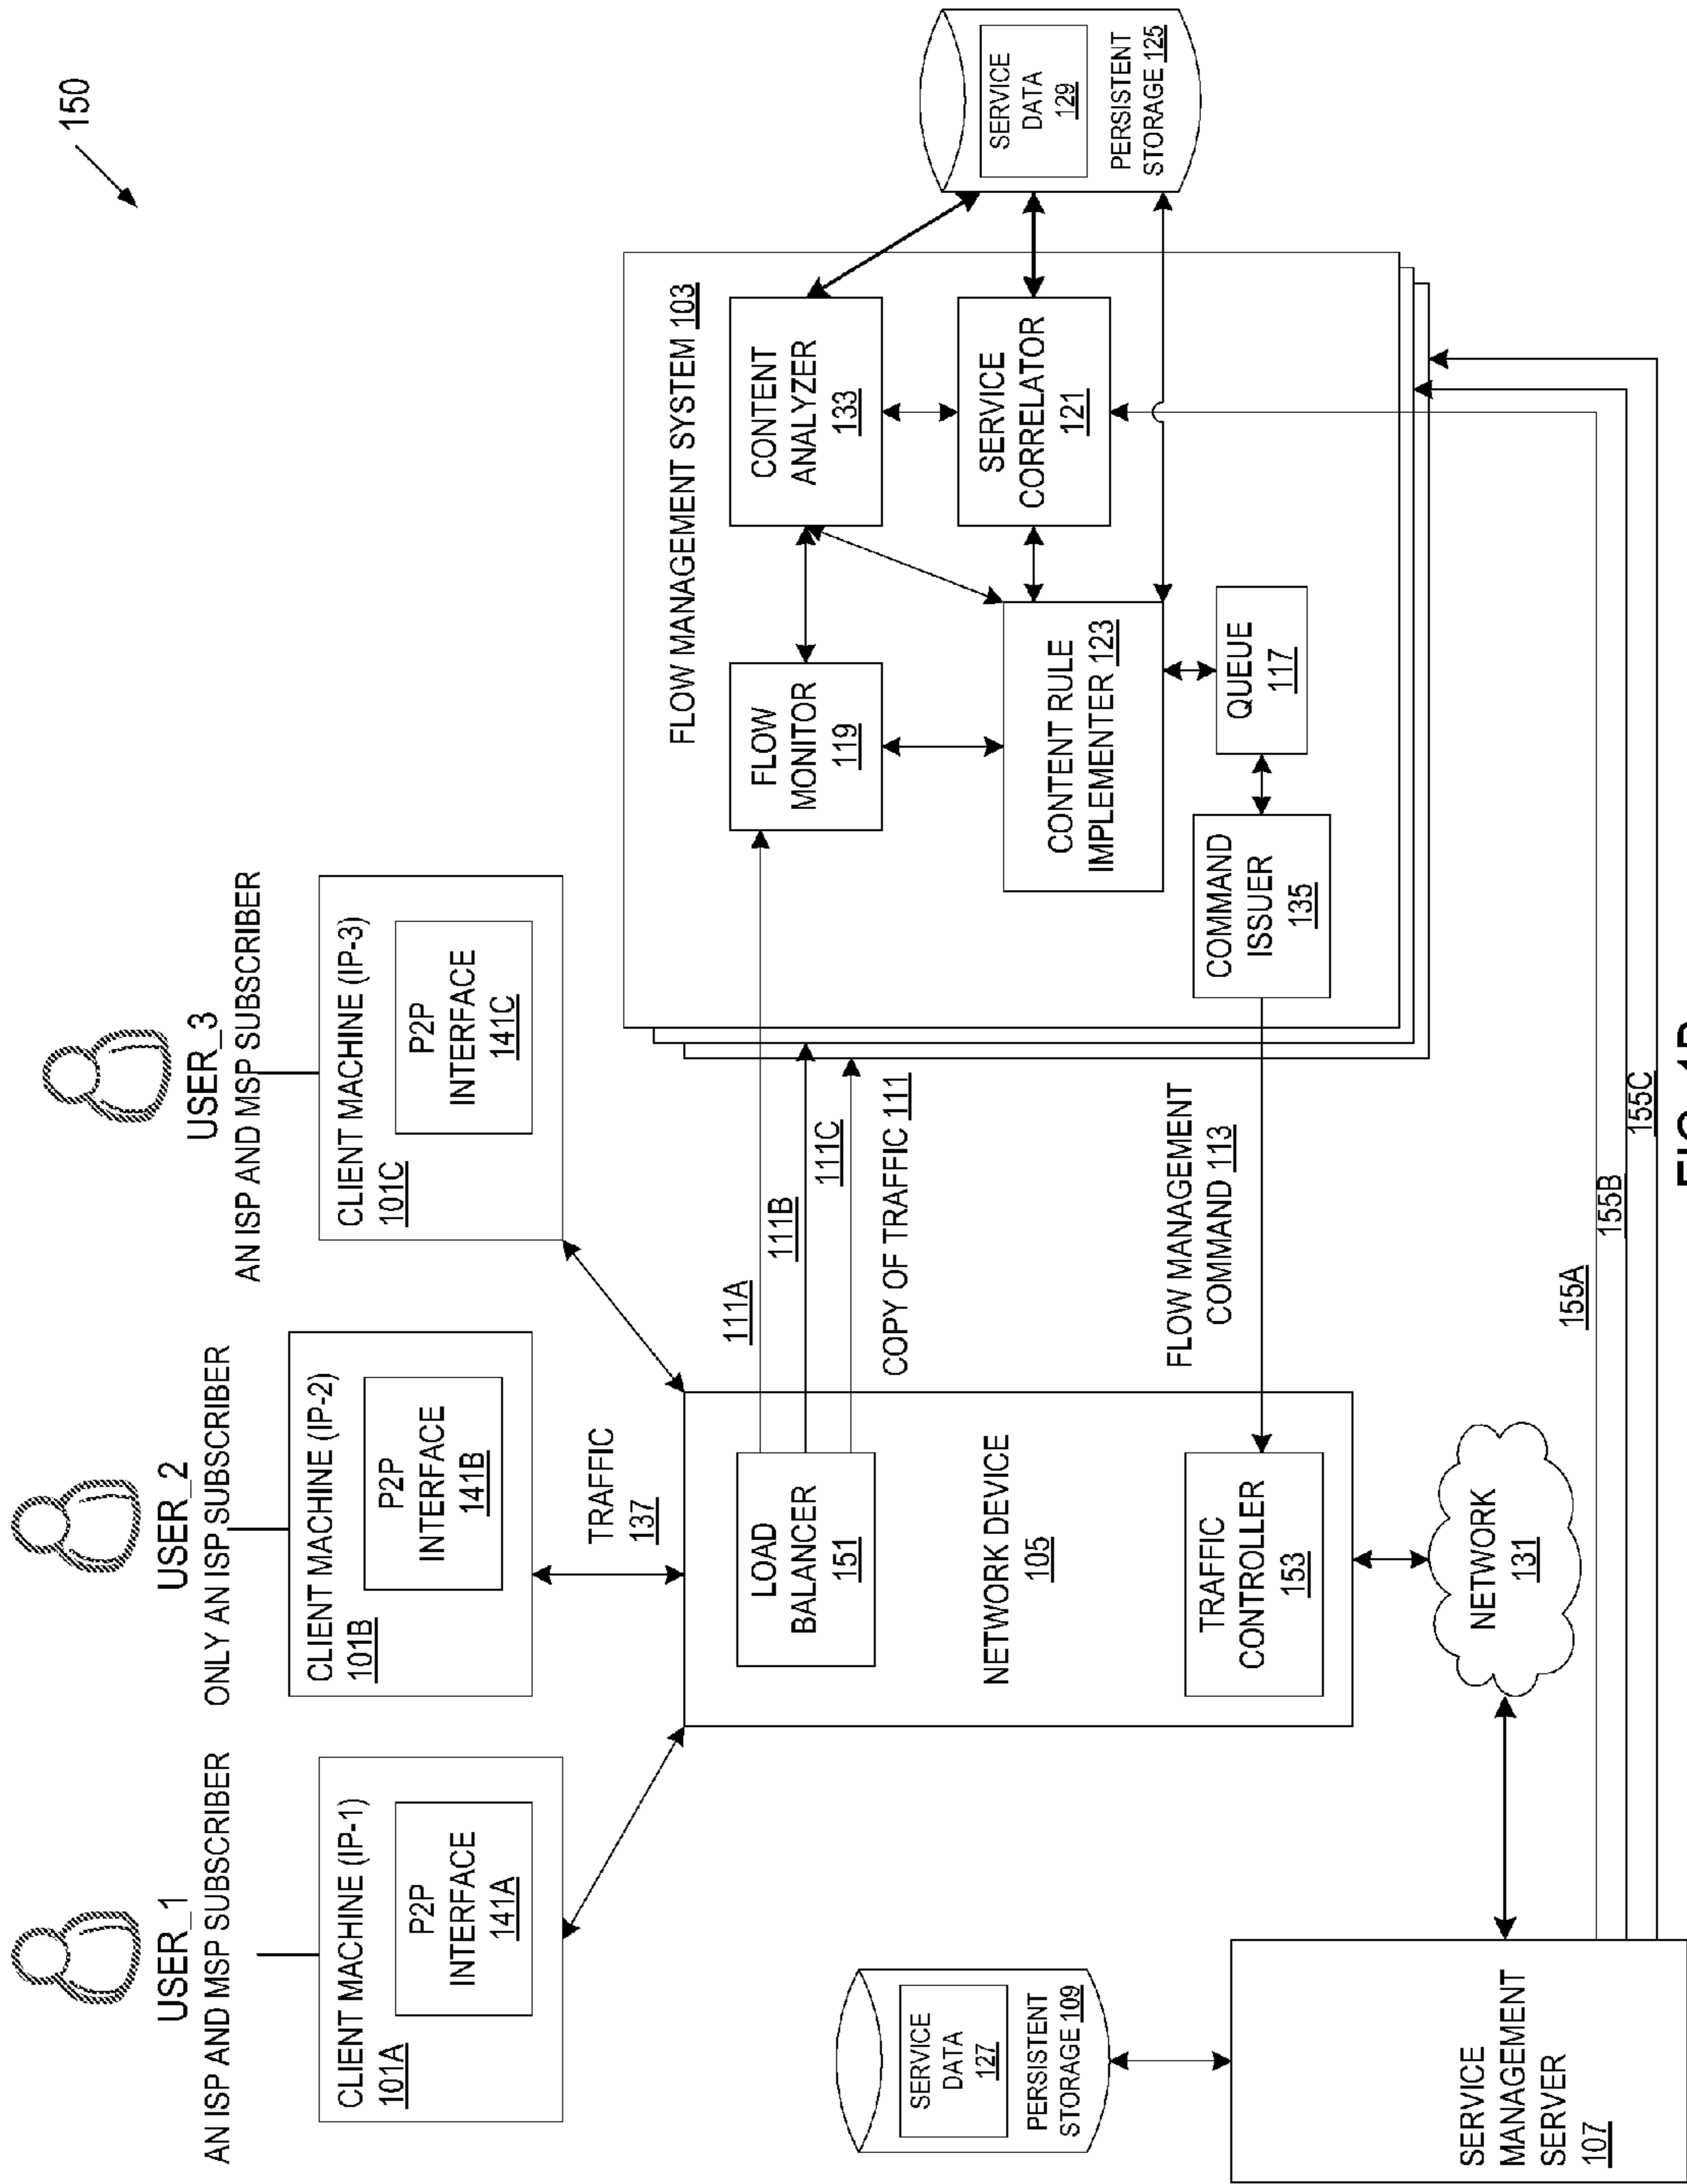 150
USER_1
AN ISP AND MSP SUBSCRIBER
CLIENT MACHINE (IP-1)
101A
P2P
INTERFACE
141A
USER_2
ONLY AN ISP SUBSCRIBER
CLIENT MACHINE (IP-2)
101B
P2P
INTERFACE
141B
USER_3
AN ISP AND MSP SUBSCRIBER
CLIENT MACHINE (IP-3)
101C
P2P
INTERFACE
141C
TRAFFIC
137
LOAD
BALANCER
151
NETWORK DEVICE
105
TRAFFIC
CONTROLLER
153
111A
111B
111C
COPY OF TRAFFIC 111
FLOW MANAGEMENT
COMMAND 113
FLOW MANAGEMENT SYSTEM 103
FLOW
MONITOR
119
CONTENT
ANALYZER
133
CONTENT RULE
IMPLEMENTER 123
SERVICE
CORRELATOR
121
COMMAND
ISSUER
135
QUEUE
117
SERVICE
DATA
129
PERSISTENT
STORAGE 125
SERVICE
DATA
127
PERSISTENT
STORAGE 109
SERVICE
MANAGEMENT
SERVER
107
NETWORK
131
155A
155B
155C